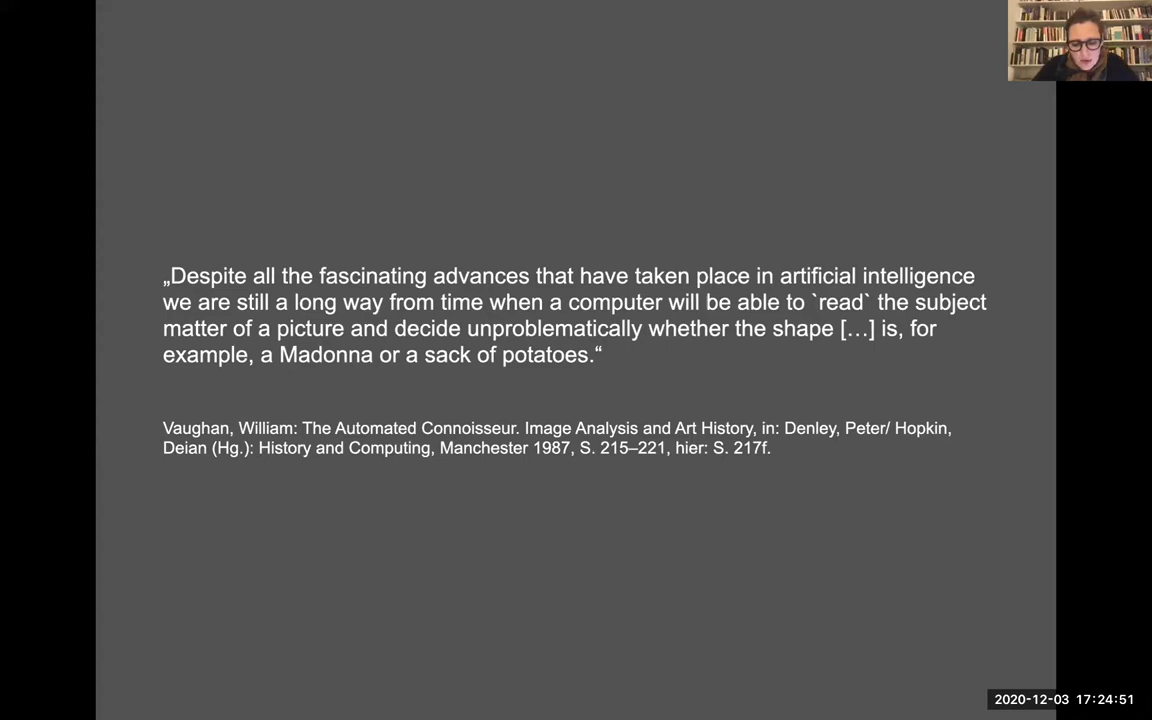 „Despite all the fascinating advances that have taken place in artificial intelligence
we are still a long way from time when a computer will be able to `read` the subject
matter of a picture and decide unproblematically whether the shape […] is, for
example, a Madonna or a sack of potatoes.“
Vaughan, William: The Automated Connoisseur. Image Analysis and Art History, in: Denley, Peter/ Hopkin,
Deian (Hg.): History and Computing, Manchester 1987, S. 215–221, hier: S. 217f.
2020-12-03 17:24:51